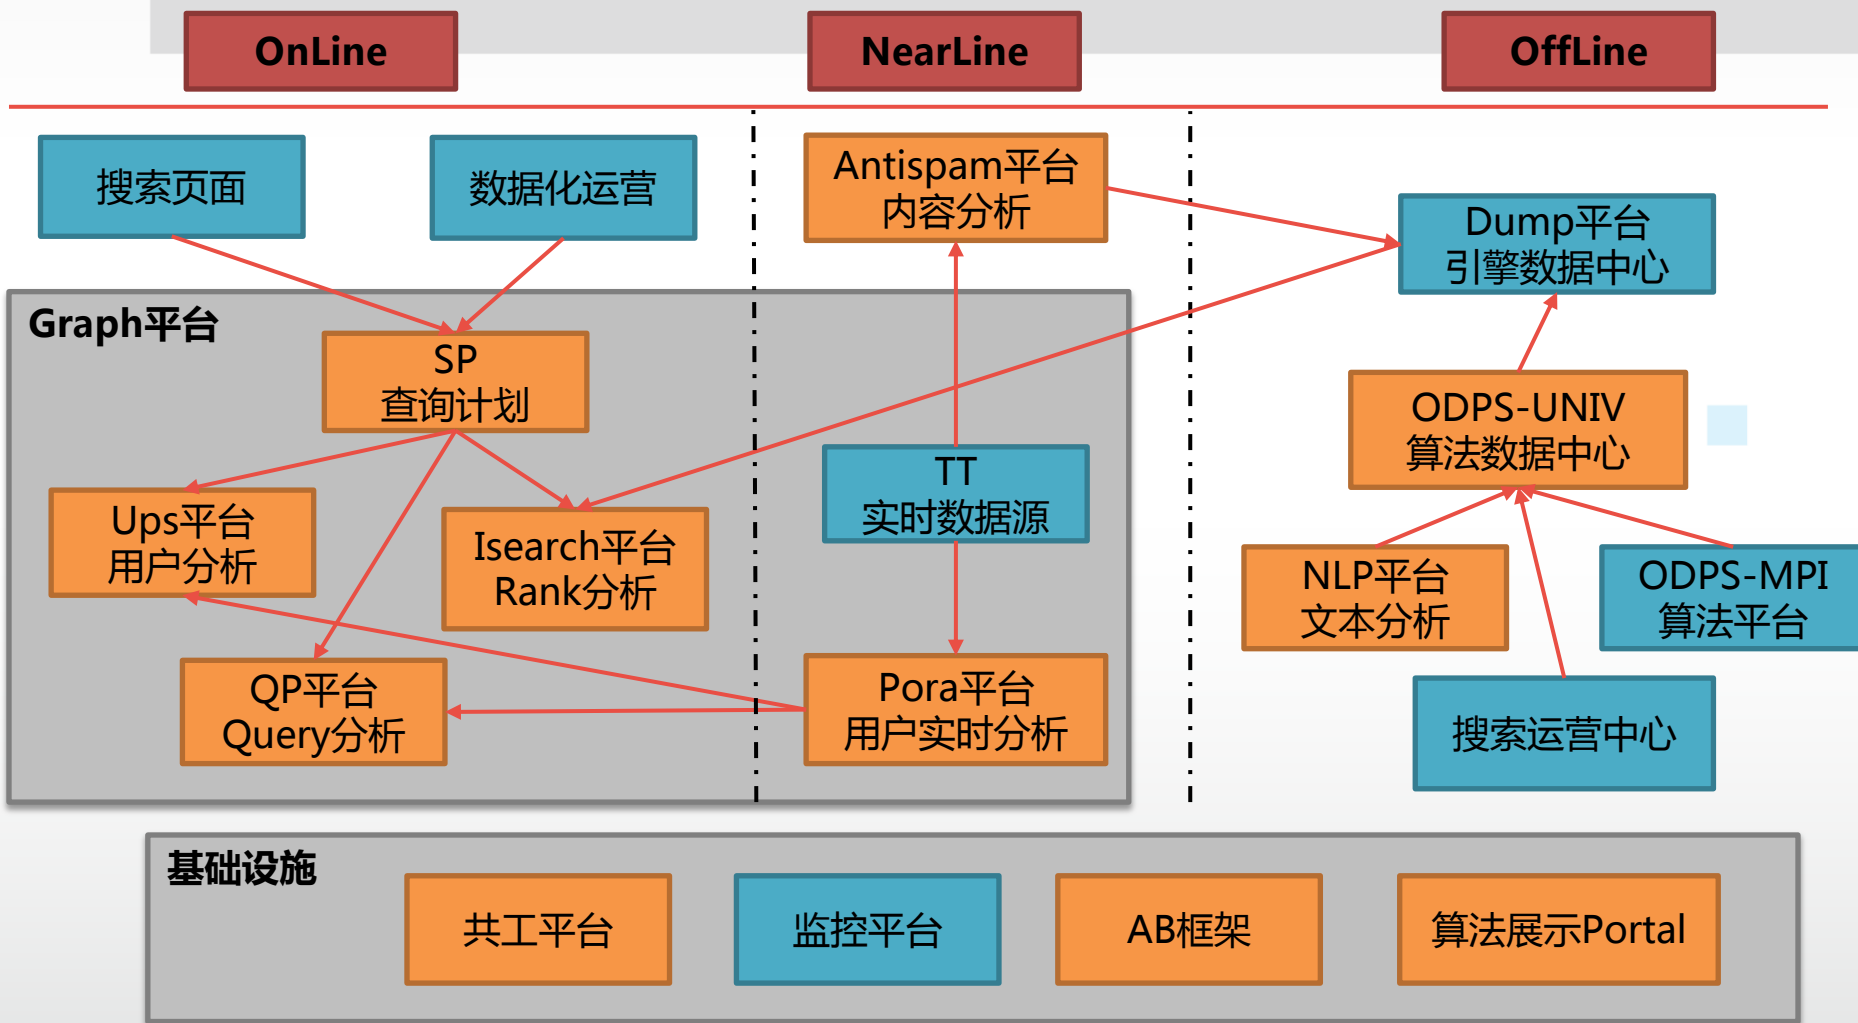 OnLine
NearLine
OffLine
搜索页面
数据化运营
Antispam平台
内容分析
Dump平台
引擎数据中心
Graph平台
SP
查询计划
ODPS-UNIV
算法数据中心
TT
实时数据源
Ups平台
用户分析
Isearch平台
Rank分析
NLP平台
文本分析
ODPS-MPI
算法平台
QP平台
Query分析
Pora平台
用户实时分析
搜索运营中心
基础设施
共工平台
监控平台
AB框架
算法展示Portal